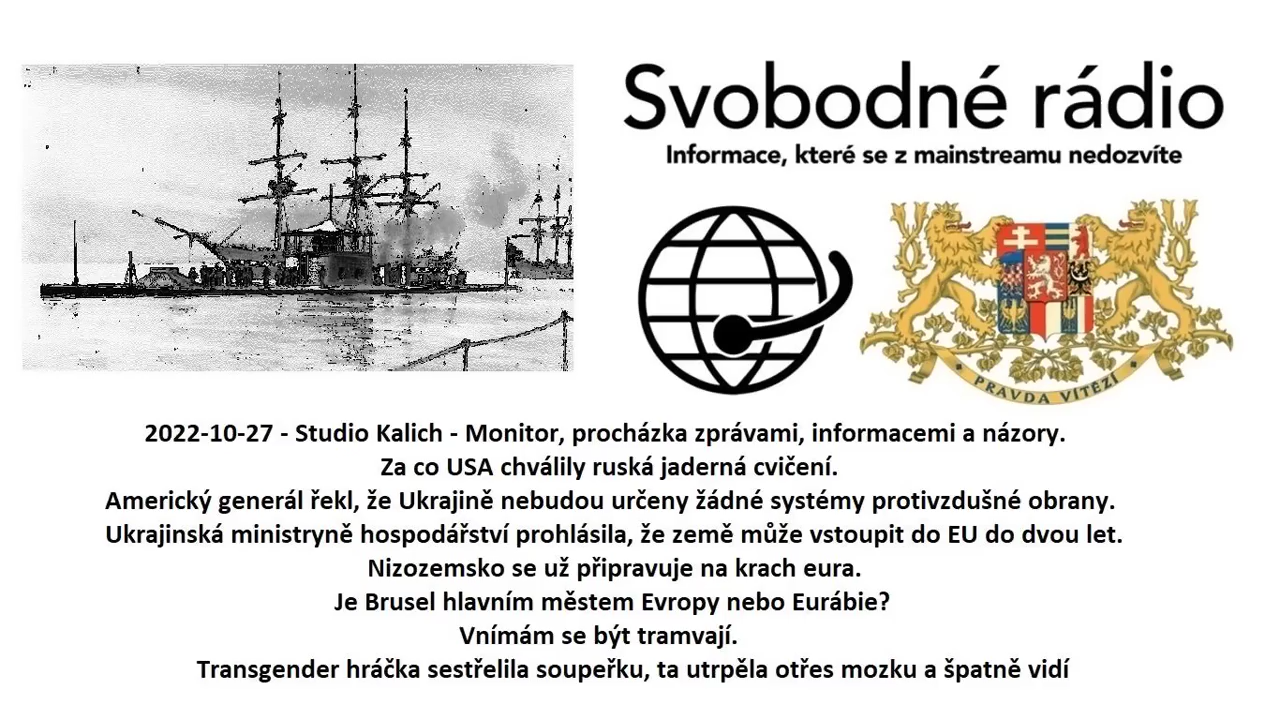 Svobodné rádio
Informace, které se z mainstreamu nedozvíte
PRAVDA VÍTĚZÍ
2022-10-27 - Studio Kalich - Monitor, procházka zprávami, informacemi a názory.
Za co USA chválily ruská jaderná cvičení.
Americký generál řekl, že Ukrajině nebudou určeny žádné systémy protivzdušné obrany.
Ukrajinská ministryně hospodářství prohlásila, že země může vstoupit do EU do dvou let.
Nizozemsko se už připravuje na krach eura.
Je Brusel hlavním městem Evropy nebo Eurábie?
Vnímám se být tramvají.
Transgender hráčka sestřelila soupeřku, ta utrpěla otřes mozku a špatně vidí